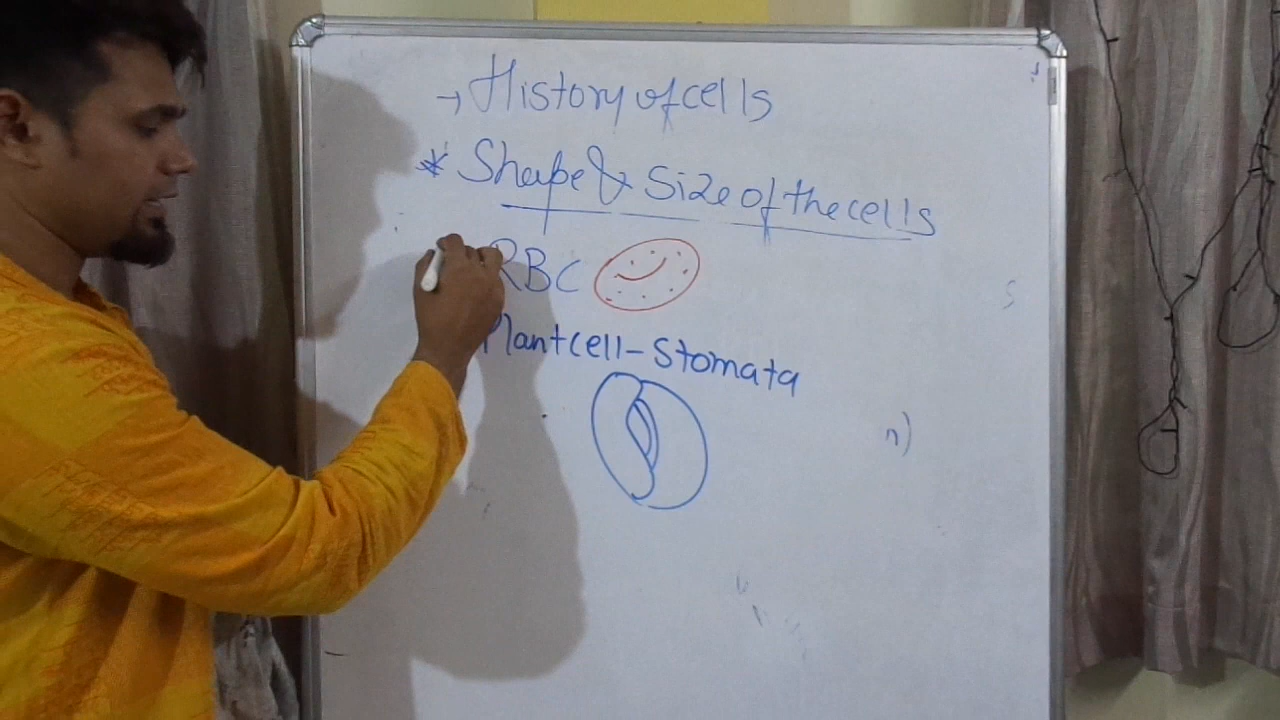 → History of cells
* Shape & Size of the cells
RBC
Plant cell - Stomata
n)